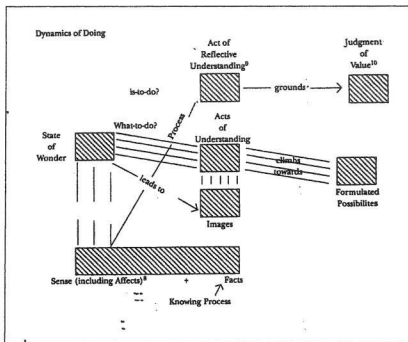 Dynamics of Doing
Act of
Reflective
Understanding⁹
Judgment
of
Value¹⁰
is-to-do?
grounds
Process
What-to-do?
Acts
of
Understanding
State
of
Wonder
climbs
towards
leads to
Formulated
Possibilites
Images
Sense (including Affects)⁸ + Facts
Knowing Process